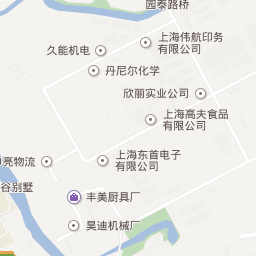 园泰路桥
上海伟航印务
有限公司
久能机电
丹尼尔化学
欣丽实业公司
上海高夫食品
有限公司
上海东首电子
有限公司
亮物流
谷别墅
丰美厨具厂
昊迪机械厂